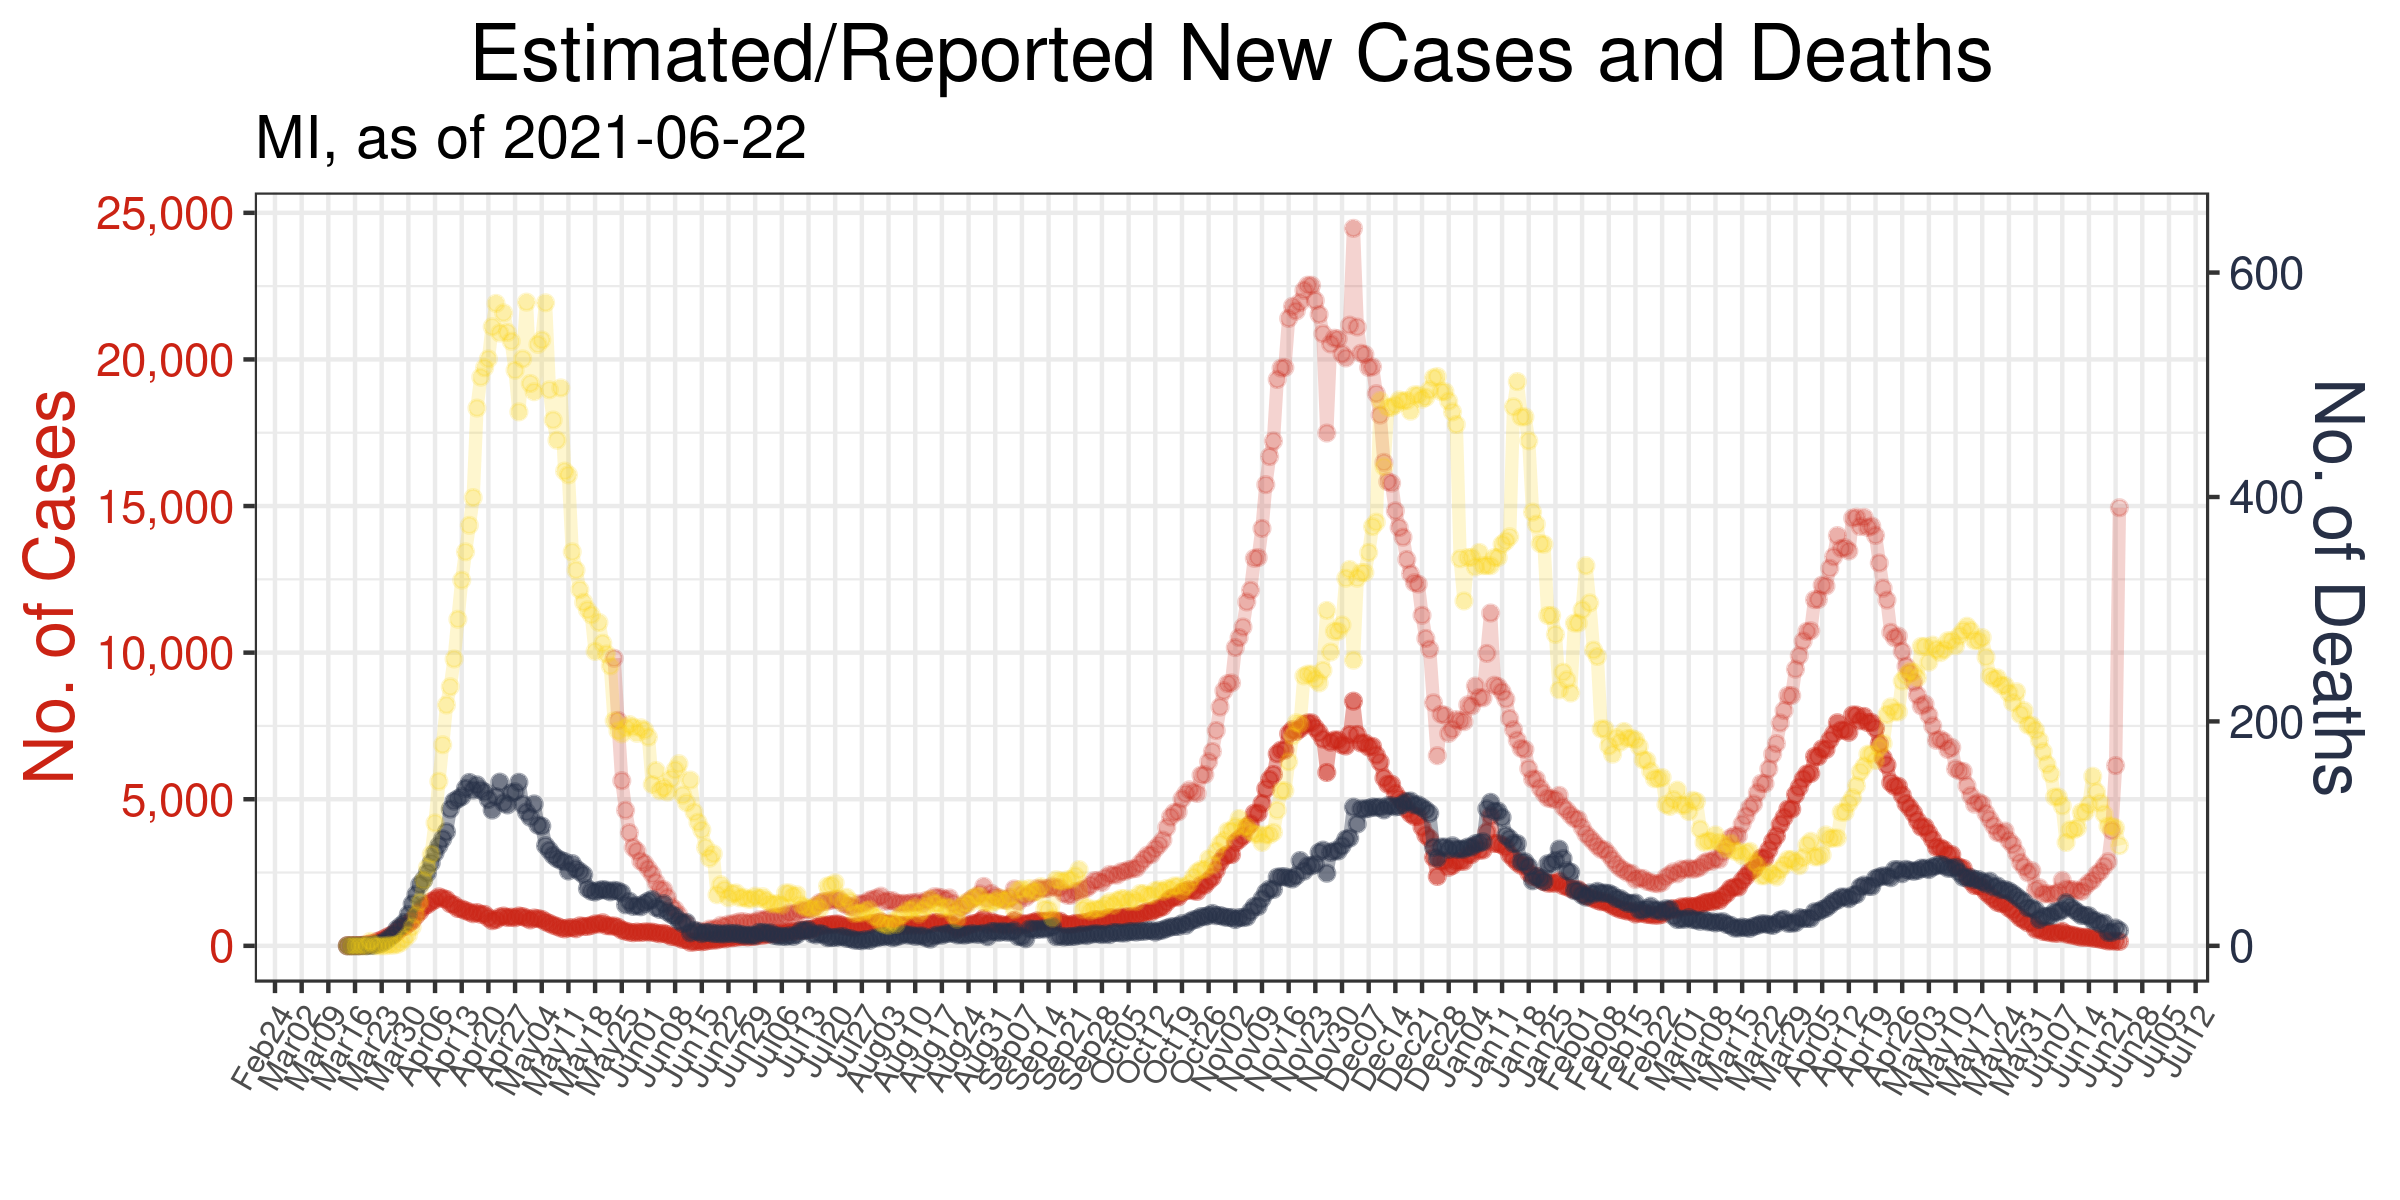 Estimated/Reported New Cases and Deaths
MI, as of 2021-06-22
No. of Cases
25,000
20,000
15,000
10,000
5,000
0
600
400
200
0
No. of Deaths
Feb24
Mar02
Mar09
Mar16
Mar23
Mar30
Apr06
Apr13
Apr20
Apr27
May04
May11
May18
May25
Jun01
Jun08
Jun15
Jun22
Jun29
Jul06
Jul13
Jul20
Jul27
Aug03
Aug10
Aug17
Aug24
Aug31
Sep07
Sep14
Sep21
Sep28
Oct05
Oct12
Oct19
Oct26
Nov02
Nov09
Nov16
Nov23
Nov30
Dec07
Dec14
Dec21
Dec28
Jan04
Jan11
Jan18
Jan25
Feb01
Feb08
Feb15
Feb22
Mar01
Mar08
Mar15
Mar22
Mar29
Apr05
Apr12
Apr19
Apr26
May03
May10
May17
May24
May31
Jun07
Jun14
Jun21
Jun28
Jul05
Jul12